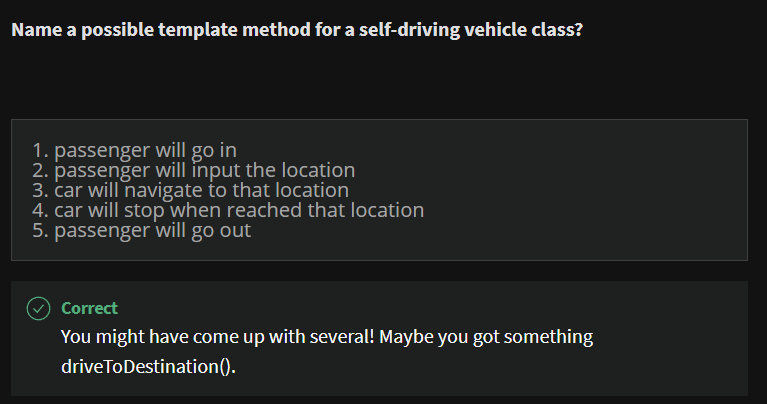 Name a possible template method for a self-driving vehicle class?
1. passenger will go in
2. passenger will input the location
3. car will navigate to that location
4. car will stop when reached that location
5. passenger will go out
Correct
You might have come up with several! Maybe you got something
driveToDestination().